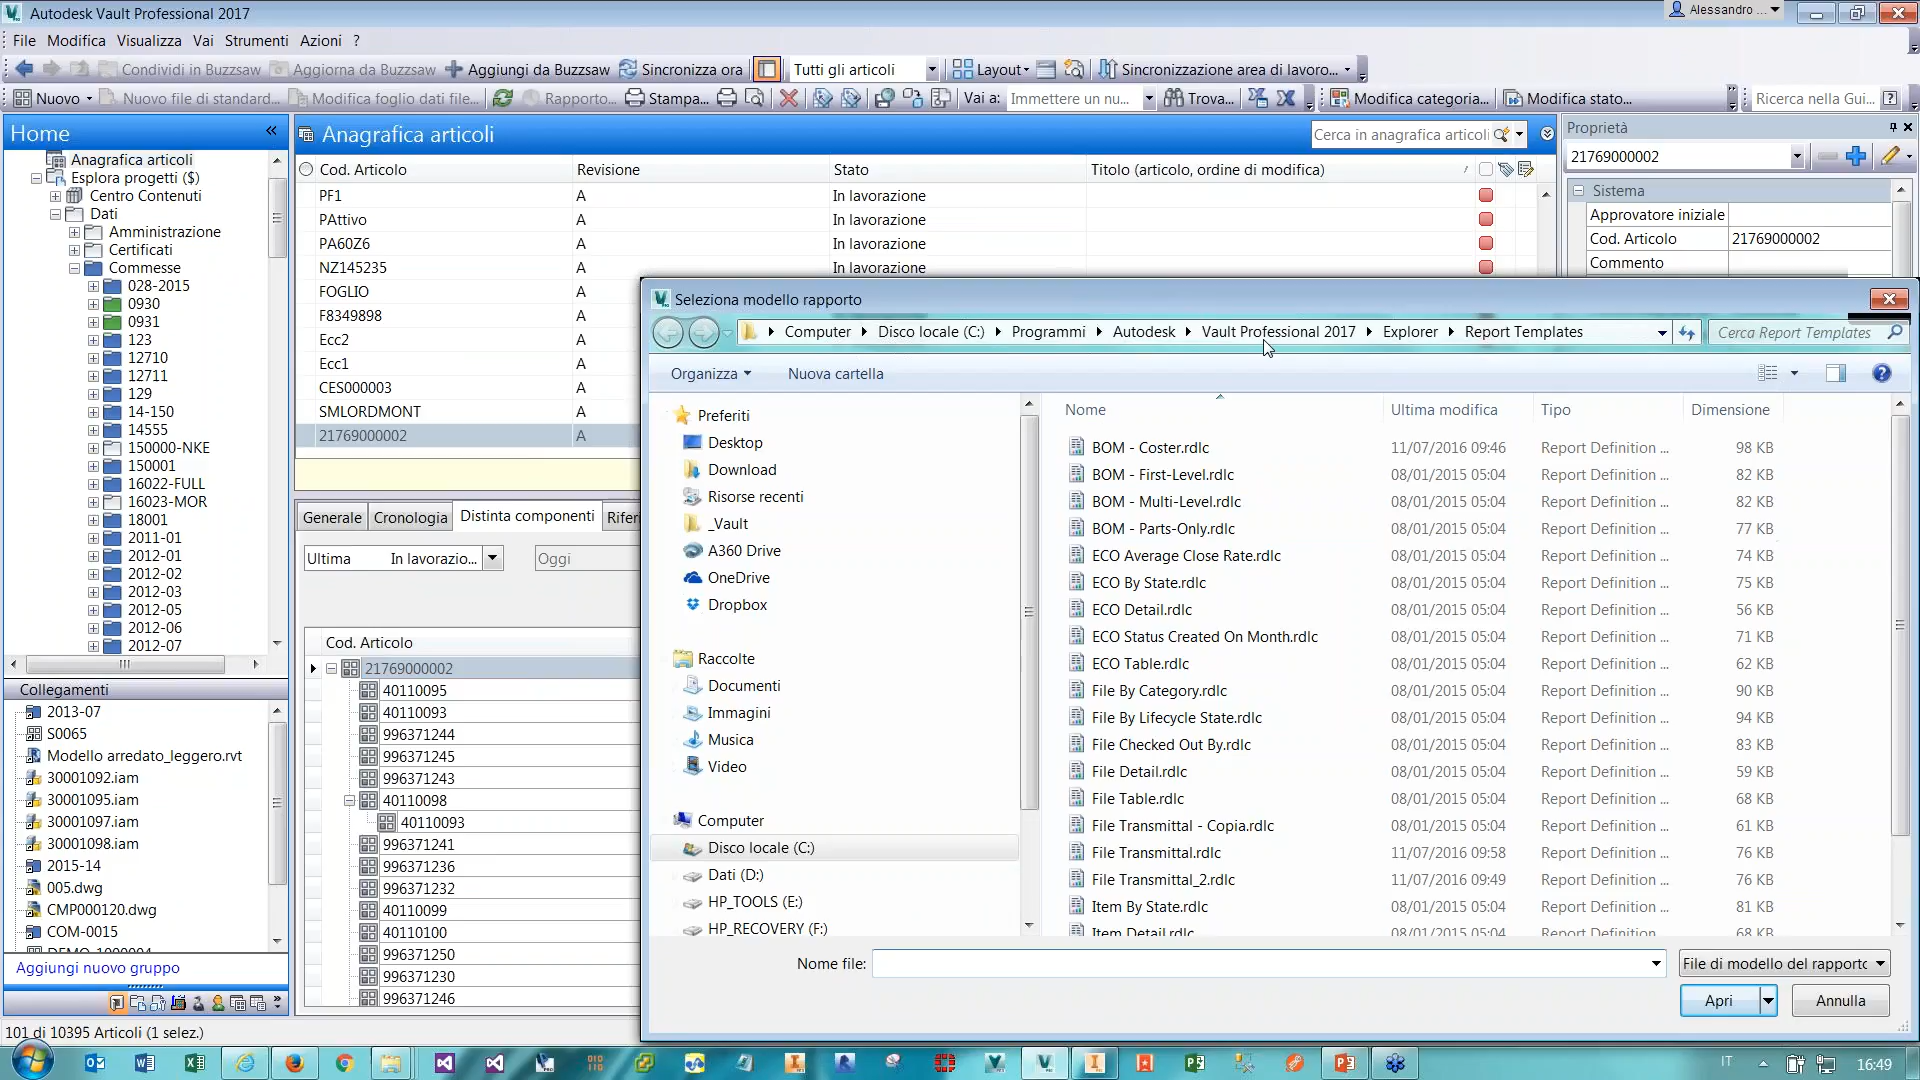 Autodesk Vault Professional 2017
Alessandro ...
File Modifica Visualizza Vai Strumenti Azioni ?
Condividi in Buzzsaw Aggiorna da Buzzsaw Aggiungi da Buzzsaw Sincronizza ora Tutti gli articoli Layout Sincronizzazione area di lavoro...
Nuovo Nuovo file di standard... Modifica foglio dati file... Rapporto... Stampa... Vai a: Immettere un nu... Trova... Modifica categoria... Modifica stato... Ricerca nella Gui...
Home
Anagrafica articoli
Esplora progetti ($)
Centro Contenuti
Dati
Amministrazione
Certificati
Commesse
028-2015
0930
0931
123
12710
12711
129
14-150
14555
150000-NKE
150001
16022-FULL
16023-MOR
18001
2011-01
2012-01
2012-02
2012-03
2012-05
2012-06
2012-07
Collegamenti
2013-07
S0065
Modello arredato_leggero.rvt
30001092.iam
30001095.iam
30001097.iam
30001098.iam
2015-14
005.dwg
CMP000120.dwg
COM-0015
Aggiungi nuovo gruppo
101 di 10395 Articoli (1 selez.)
Anagrafica articoli
Cerca in anagrafica articoli
Cod. Articolo Revisione Stato Titolo (articolo, ordine di modifica)
PF1 A In lavorazione
PAttivo A In lavorazione
PA60Z6 A In lavorazione
NZ145235 A In lavorazione
FOGLIO A
F8349898 A
Ecc2 A
Ecc1 A
CES000003 A
SMLORDMONT A
21769000002 A
Generale Cronologia Distinta componenti Riferi
Ultima In lavorazio... Oggi
Cod. Articolo
21769000002
40110095
40110093
996371244
996371245
996371243
40110098
40110093
996371241
996371236
996371232
40110099
40110100
996371250
996371230
996371246
Proprietà
21769000002
Sistema
Approvatore iniziale
Cod. Articolo 21769000002
Commento
Seleziona modello rapporto
Computer Disco locale (C:) Programmi Autodesk Vault Professional 2017 Explorer Report Templates
Cerca Report Templates
Organizza Nuova cartella
Preferiti
Desktop
Download
Risorse recenti
_Vault
A360 Drive
OneDrive
Dropbox
Raccolte
Documenti
Immagini
Musica
Video
Computer
Disco locale (C:)
Dati (D:)
HP_TOOLS (E:)
HP_RECOVERY (F:)
Nome Ultima modifica Tipo Dimensione
BOM - Coster.rdlc 11/07/2016 09:46 Report Definition ... 98 KB
BOM - First-Level.rdlc 08/01/2015 05:04 Report Definition ... 82 KB
BOM - Multi-Level.rdlc 08/01/2015 05:04 Report Definition ... 82 KB
BOM - Parts-Only.rdlc 08/01/2015 05:04 Report Definition ... 77 KB
ECO Average Close Rate.rdlc 08/01/2015 05:04 Report Definition ... 74 KB
ECO By State.rdlc 08/01/2015 05:04 Report Definition ... 75 KB
ECO Detail.rdlc 08/01/2015 05:04 Report Definition ... 56 KB
ECO Status Created On Month.rdlc 08/01/2015 05:04 Report Definition ... 71 KB
ECO Table.rdlc 08/01/2015 05:04 Report Definition ... 62 KB
File By Category.rdlc 08/01/2015 05:04 Report Definition ... 90 KB
File By Lifecycle State.rdlc 08/01/2015 05:04 Report Definition ... 94 KB
File Checked Out By.rdlc 08/01/2015 05:04 Report Definition ... 83 KB
File Detail.rdlc 08/01/2015 05:04 Report Definition ... 59 KB
File Table.rdlc 08/01/2015 05:04 Report Definition ... 68 KB
File Transmittal - Copia.rdlc 08/01/2015 05:04 Report Definition ... 61 KB
File Transmittal.rdlc 11/07/2016 09:58 Report Definition ... 76 KB
File Transmittal_2.rdlc 11/07/2016 09:49 Report Definition ... 76 KB
Item By State.rdlc 08/01/2015 05:04 Report Definition ... 81 KB
Item Detail.rdlc 08/01/2015 05:04 Report Definition ... 68 KB
Nome file: File di modello del rapporto
Apri Annulla
IT 16:49